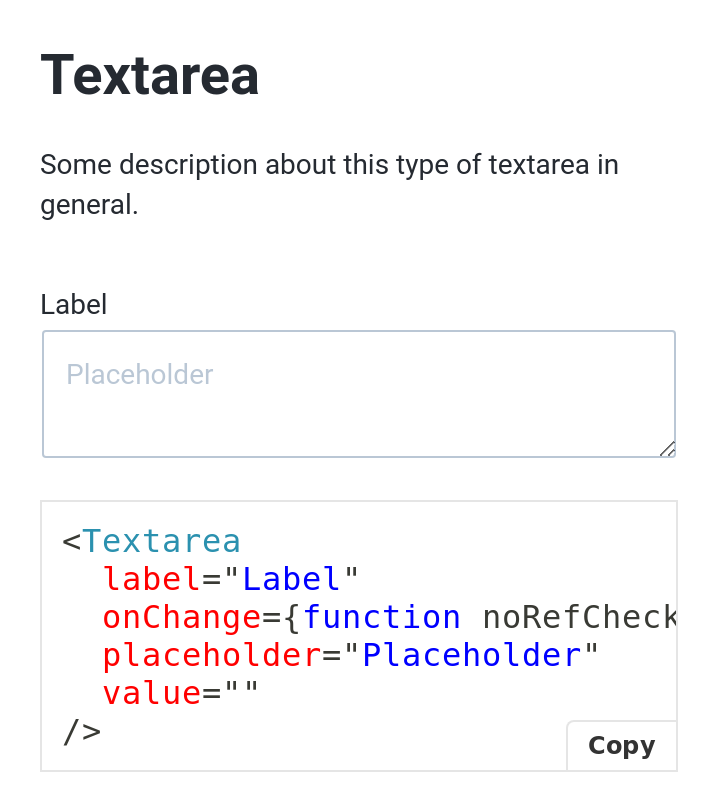 Textarea
Some description about this type of textarea in
general.
Label
Placeholder
<Textarea
  label="Label"
  onChange={function noRefCheck
  placeholder="Placeholder"
  value=""
/>
Copy